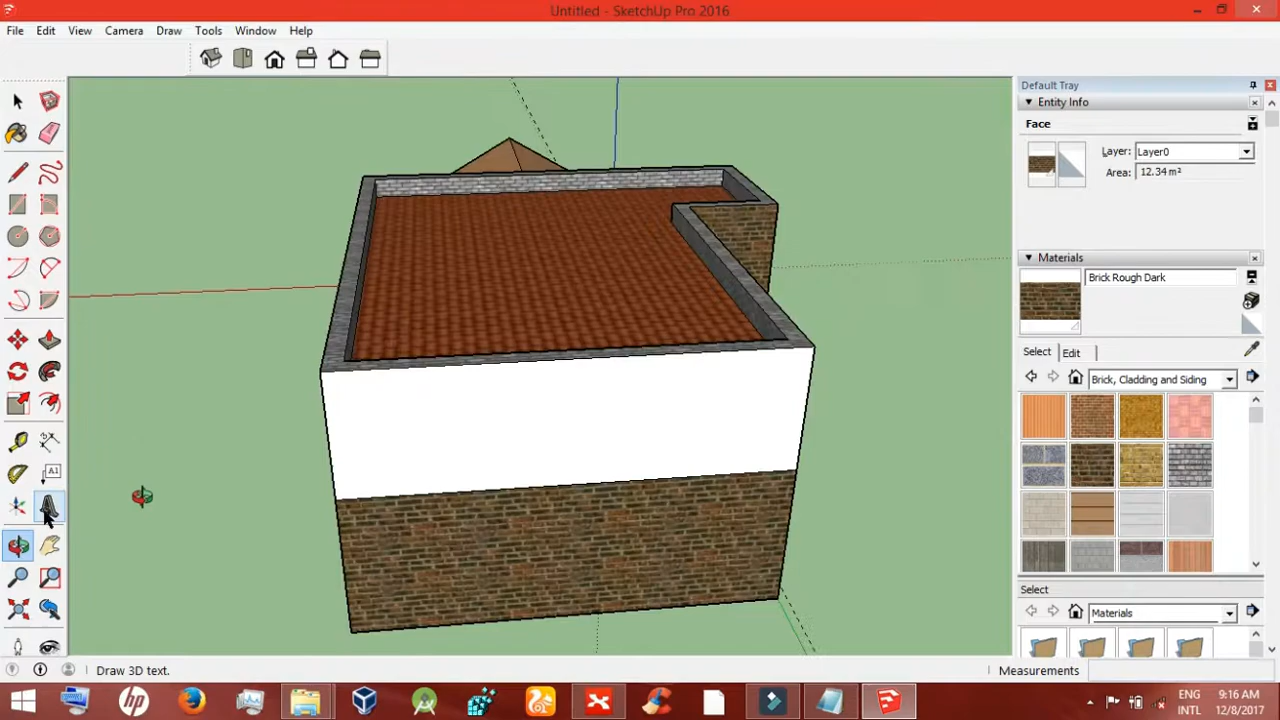 Untitled - SketchUp Pro 2016
File Edit View Camera Draw Tools Window Help
Default Tray
Entity Info
Face
Layer: Layer0
Area: 12.34 m²
Materials
Brick Rough Dark
Select Edit
Brick, Cladding and Siding
A1
Select
Materials
Draw 3D text.
Measurements
ENG 9:16 AM
INTL 12/8/2017